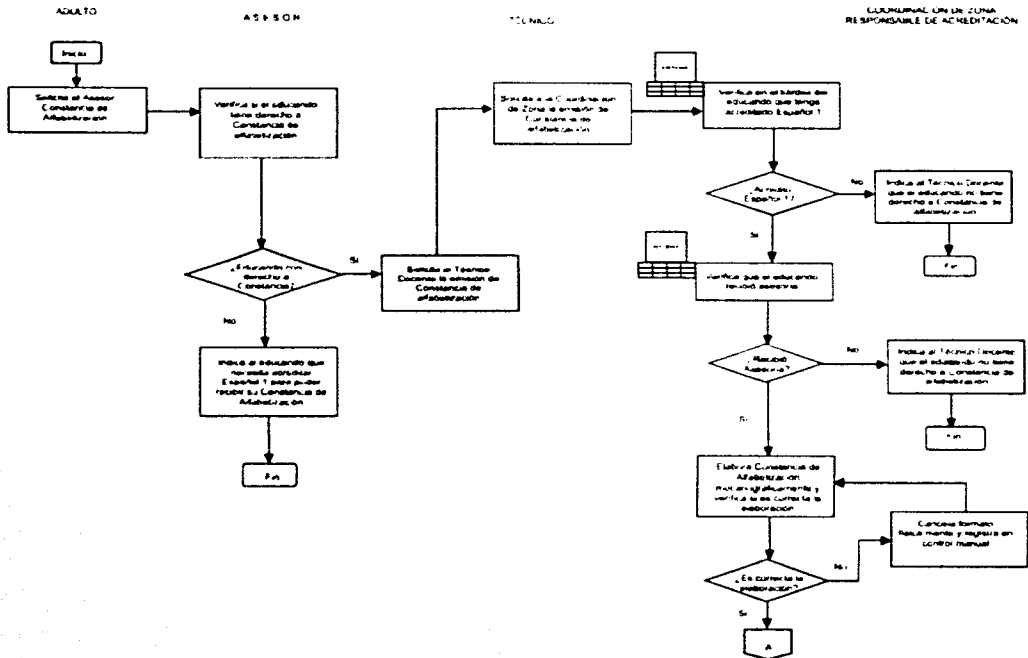 ADULTO
ASESOR
TECNICO
COORDINACION DE ZONA
RESPONSABLE DE ACREDITACIÓN
Inicio
Solicita al Asesor
Constancia de
Alfabetización
Verifica si el educando
tiene derecho a
Constancia de
alfabetización
¿Educando con
derecho a
Constancia?
Si
No
Indica al educando que
necesita acreditar
Español 1 para poder
recibir su Constancia de
Alfabetización
Fin
Solicita al Técnico
Docente la emisión de
Constancia de
alfabetización
Solicita a la Coordinación
de Zona la emisión de
Constancia de
alfabetización
Verifica en el kárdex del
educando que tenga
acreditado Español 1
¿Acredito
Español 1?
No
Indica al Técnico Docente
que el educando no tiene
derecho a Constancia de
alfabetización
Fin
Si
Verifica que el educando
recibió asesoría
¿Recibió
Asesoría?
No
Indica al Técnico Docente
que el educando no tiene
derecho a Constancia de
alfabetización
Fin
Si
Elabora Constancia de
Alfabetización
mecanográficamente y
verifica si es correcta la
elaboración
Cancela formato
físicamente y registra en
control manual
¿Es correcta la
elaboración?
No
Si
A